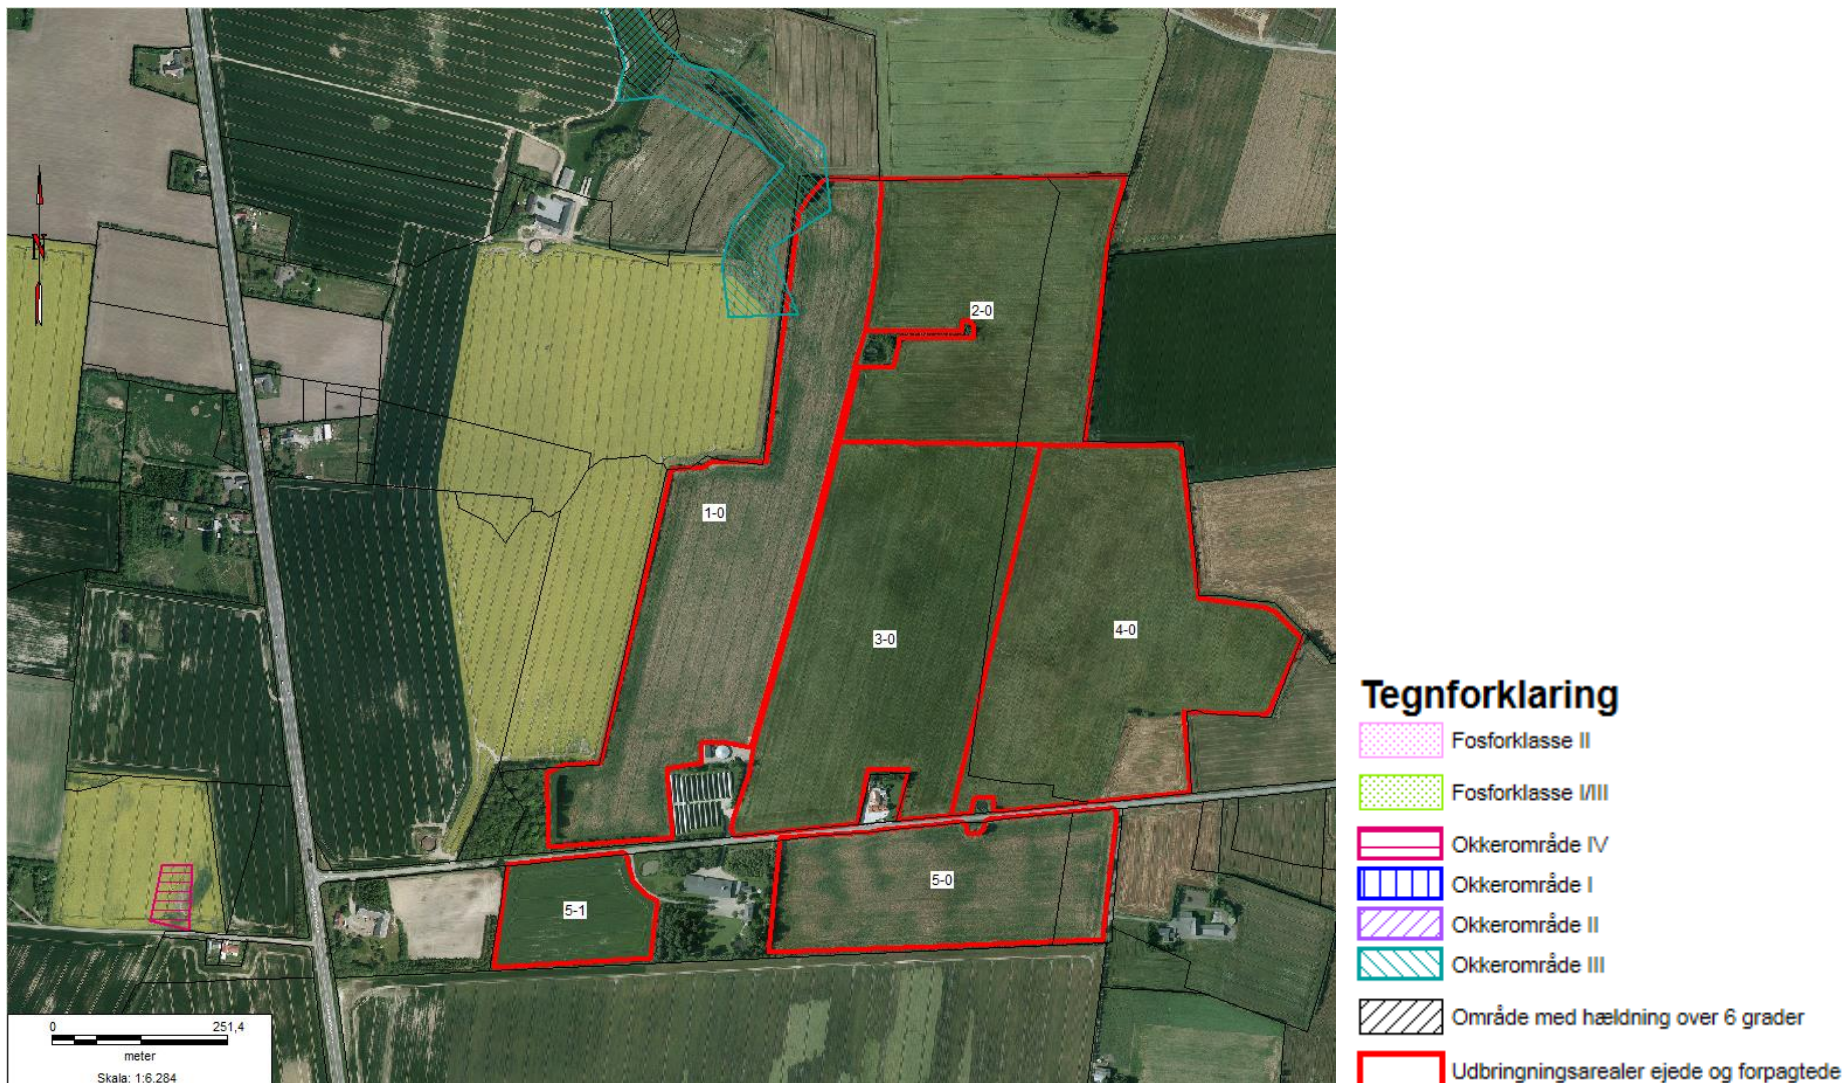 N
2-0
1-0
3-0
4-0
5-0
5-1
0 251,4
meter
Skala: 1:6.284
Tegnforklaring
Fosforklasse II
Fosforklasse I/III
Okkerområde IV
Okkerområde I
Okkerområde II
Okkerområde III
Område med hældning over 6 grader
Udbringningsarealer ejede og forpagtede